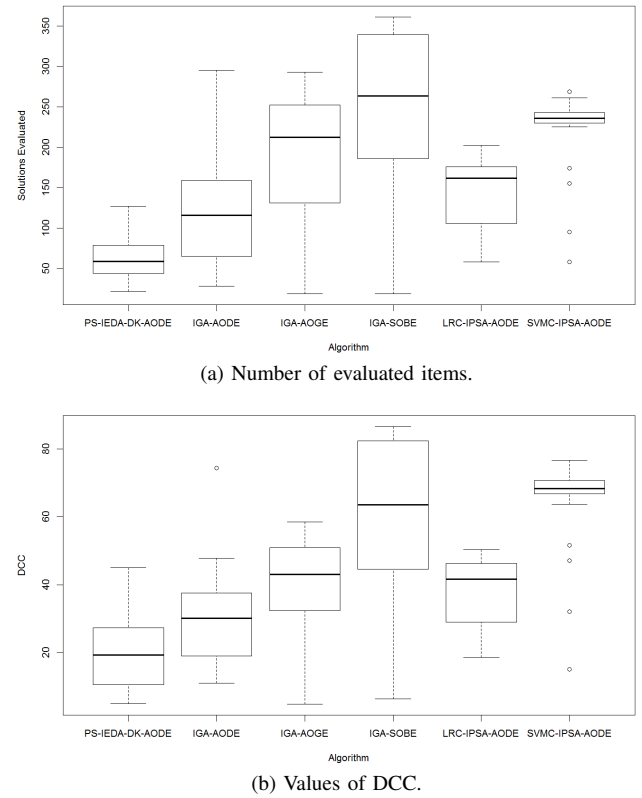 350
300
250
200
150
100
50
Solutions Evaluated
PS-IEDA-DK-AODE IGA-AODE IGA-AOGE IGA-SOBE LRC-IPSA-AODE SVMC-IPSA-AODE
Algorithm
(a) Number of evaluated items.
80
60
40
20
DCC
PS-IEDA-DK-AODE IGA-AODE IGA-AOGE IGA-SOBE LRC-IPSA-AODE SVMC-IPSA-AODE
Algorithm
(b) Values of DCC.